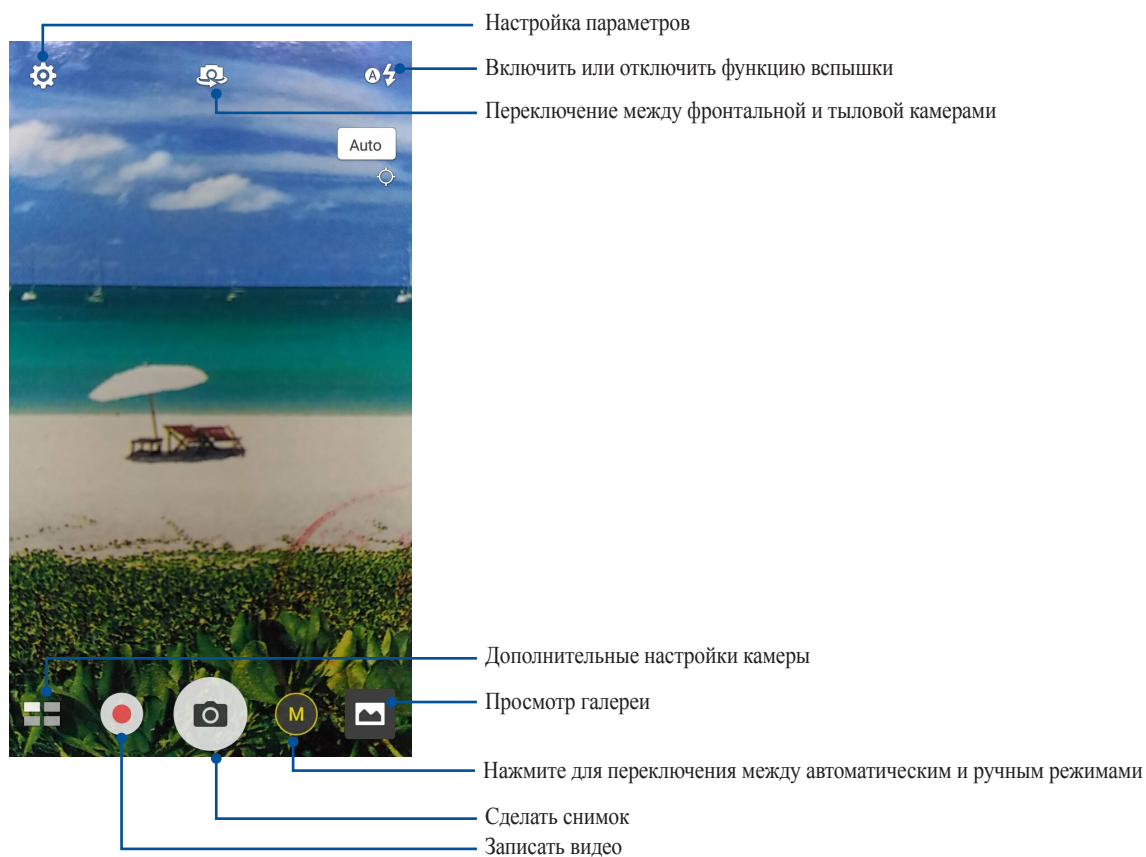 Настройка параметров
Включить или отключить функцию вспышки
A
Переключение между фронтальной и тыловой камерами
Auto
Дополнительные настройки камеры
Просмотр галереи
M
Нажмите для переключения между автоматическим и ручным режимами
Сделать снимок
Записать видео